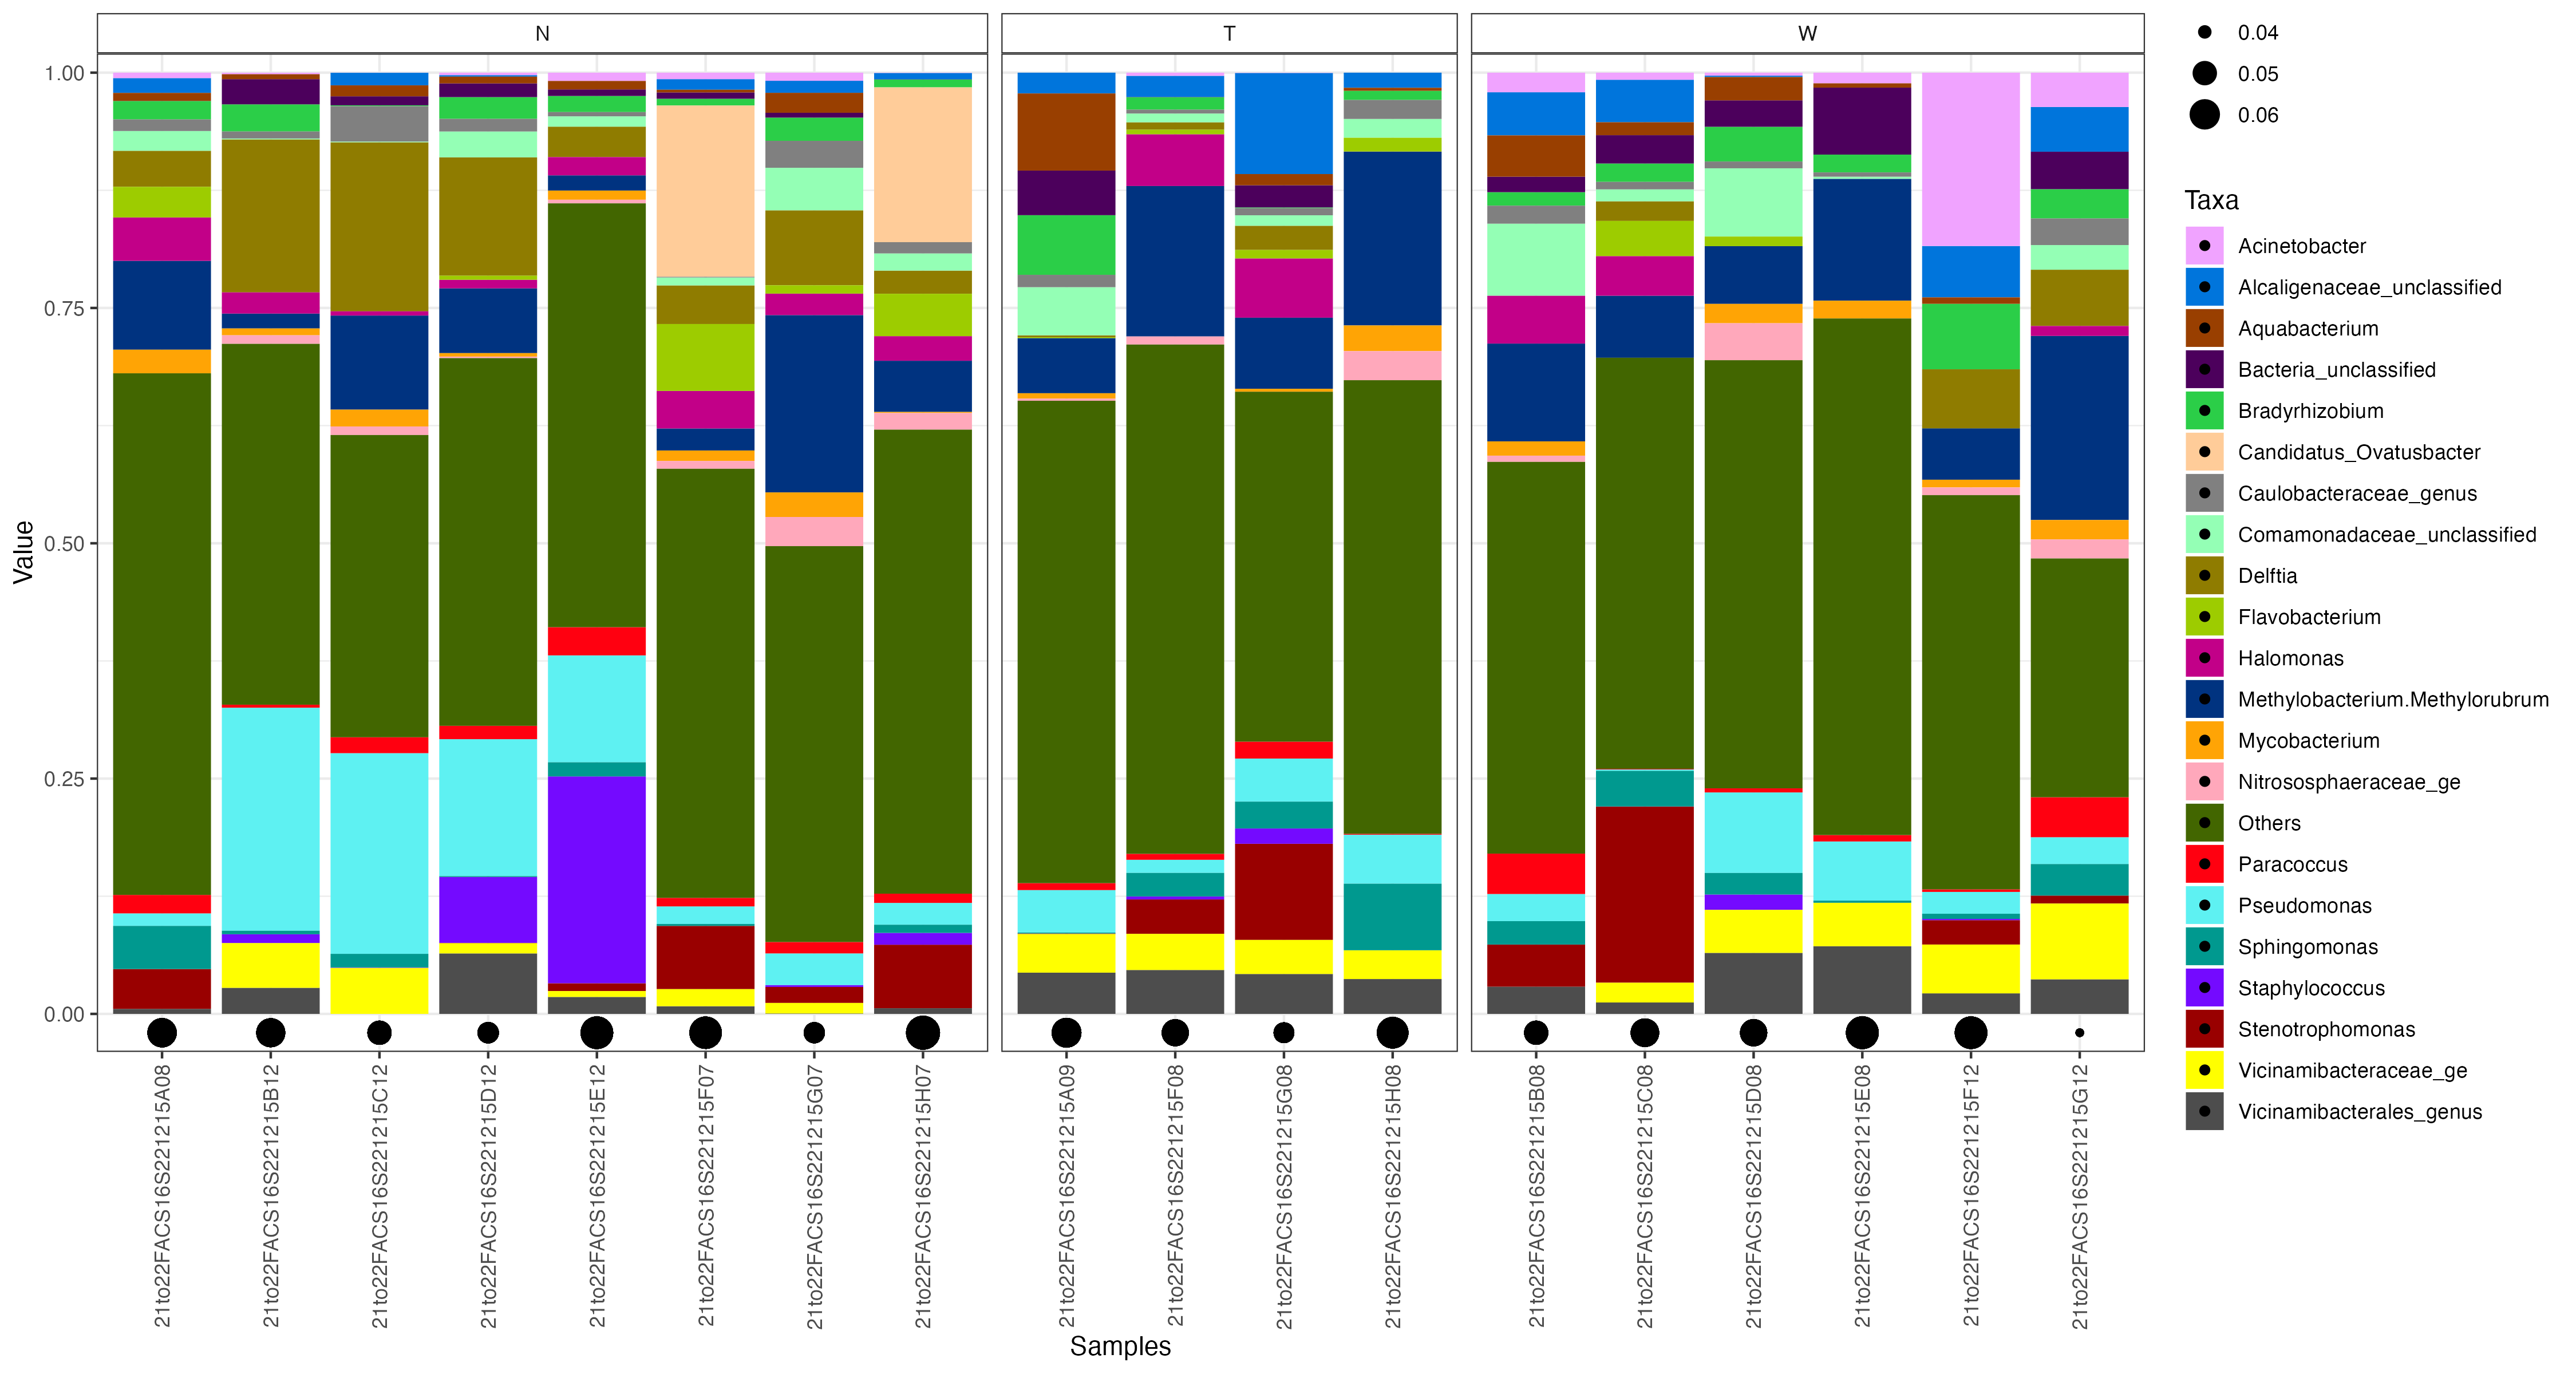 N
T
W
1.00
0.75
0.50
0.25
0.00
Value
21to22FACS16S221215A08
21to22FACS16S221215B12
21to22FACS16S221215C12
21to22FACS16S221215D12
21to22FACS16S221215E12
21to22FACS16S221215F07
21to22FACS16S221215G07
21to22FACS16S221215H07
21to22FACS16S221215A09
21to22FACS16S221215F08
21to22FACS16S221215G08
21to22FACS16S221215H08
21to22FACS16S221215B08
21to22FACS16S221215C08
21to22FACS16S221215D08
21to22FACS16S221215E08
21to22FACS16S221215F12
21to22FACS16S221215G12
Samples
0.04
0.05
0.06
Taxa
Acinetobacter
Alcaligenaceae_unclassified
Aquabacterium
Bacteria_unclassified
Bradyrhizobium
Candidatus_Ovatusbacter
Caulobacteraceae_genus
Comamonadaceae_unclassified
Delftia
Flavobacterium
Halomonas
Methylobacterium.Methylorubrum
Mycobacterium
Nitrososphaeraceae_ge
Others
Paracoccus
Pseudomonas
Sphingomonas
Staphylococcus
Stenotrophomonas
Vicinamibacteraceae_ge
Vicinamibacterales_genus